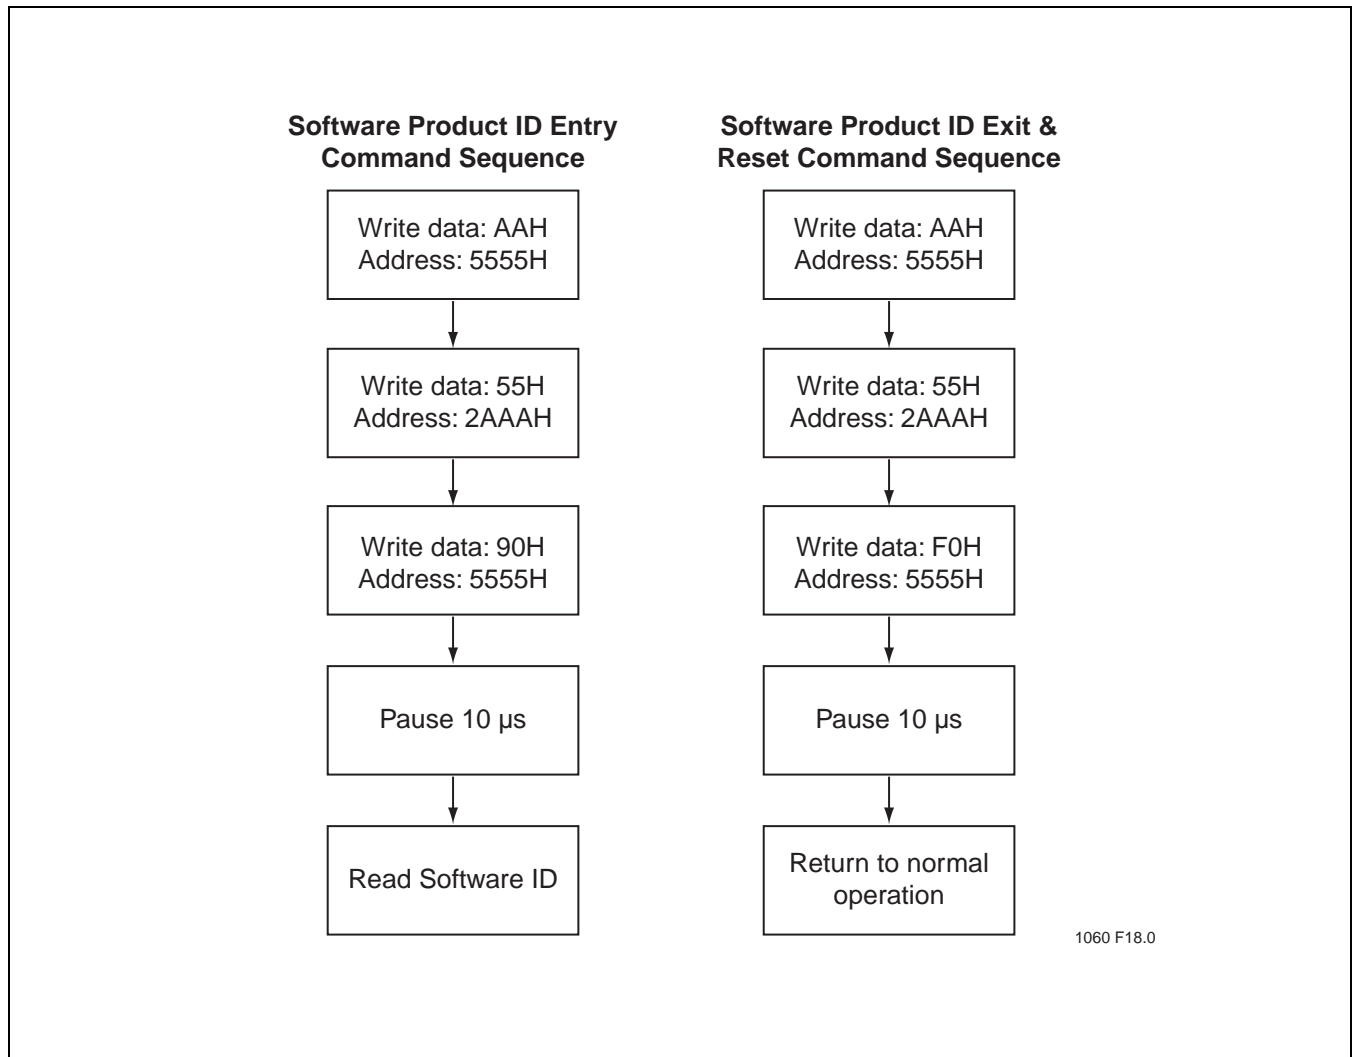 Software Product ID Entry
Command Sequence
Write data: AAH
Address: 5555H
Write data: 55H
Address: 2AAAH
Write data: 90H
Address: 5555H
Pause 10 µs
Read Software ID
Software Product ID Exit &
Reset Command Sequence
Write data: AAH
Address: 5555H
Write data: 55H
Address: 2AAAH
Write data: F0H
Address: 5555H
Pause 10 µs
Return to normal
operation
1060 F18.0